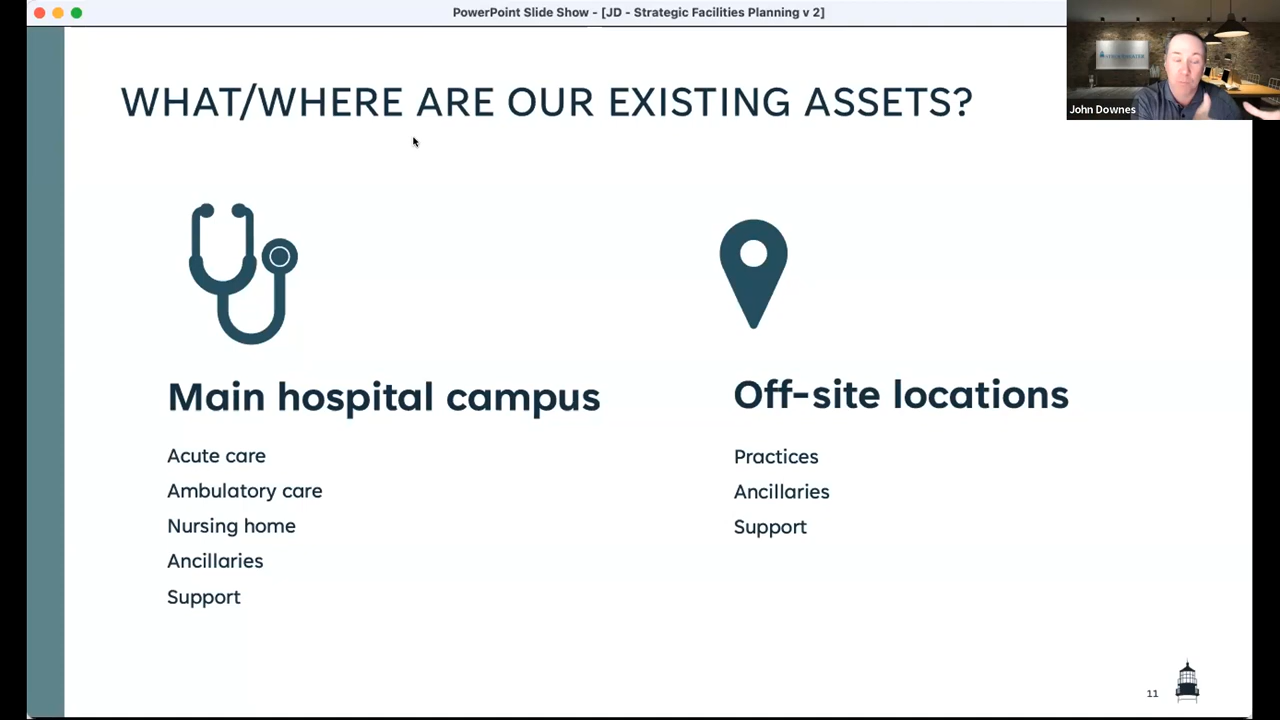 PowerPoint Slide Show - [JD - Strategic Facilities Planning v 2]
WHAT/WHERE ARE OUR EXISTING ASSETS?
John Downes
Main hospital campus
Acute care
Ambulatory care
Nursing home
Ancillaries
Support
Off-site locations
Practices
Ancillaries
Support
11